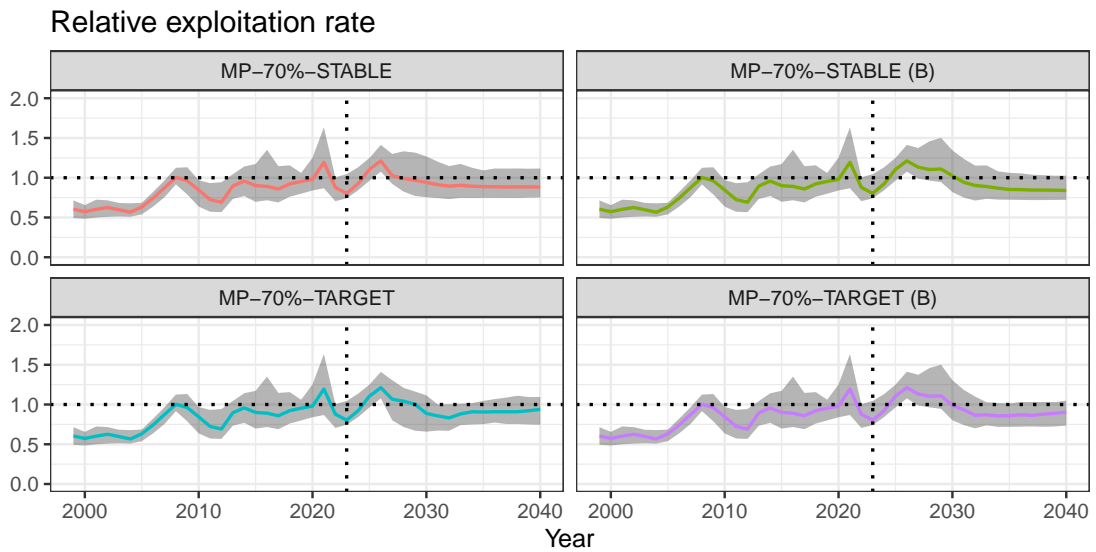 Relative exploitation rate
MP−70%−STABLE
MP−70%−STABLE (B)
2.0
1.5
1.0
0.5
0.0
MP−70%−TARGET
MP−70%−TARGET (B)
2.0
1.5
1.0
0.5
0.0
2000 2010 2020 2030 2040
2000 2010 2020 2030 2040
Year